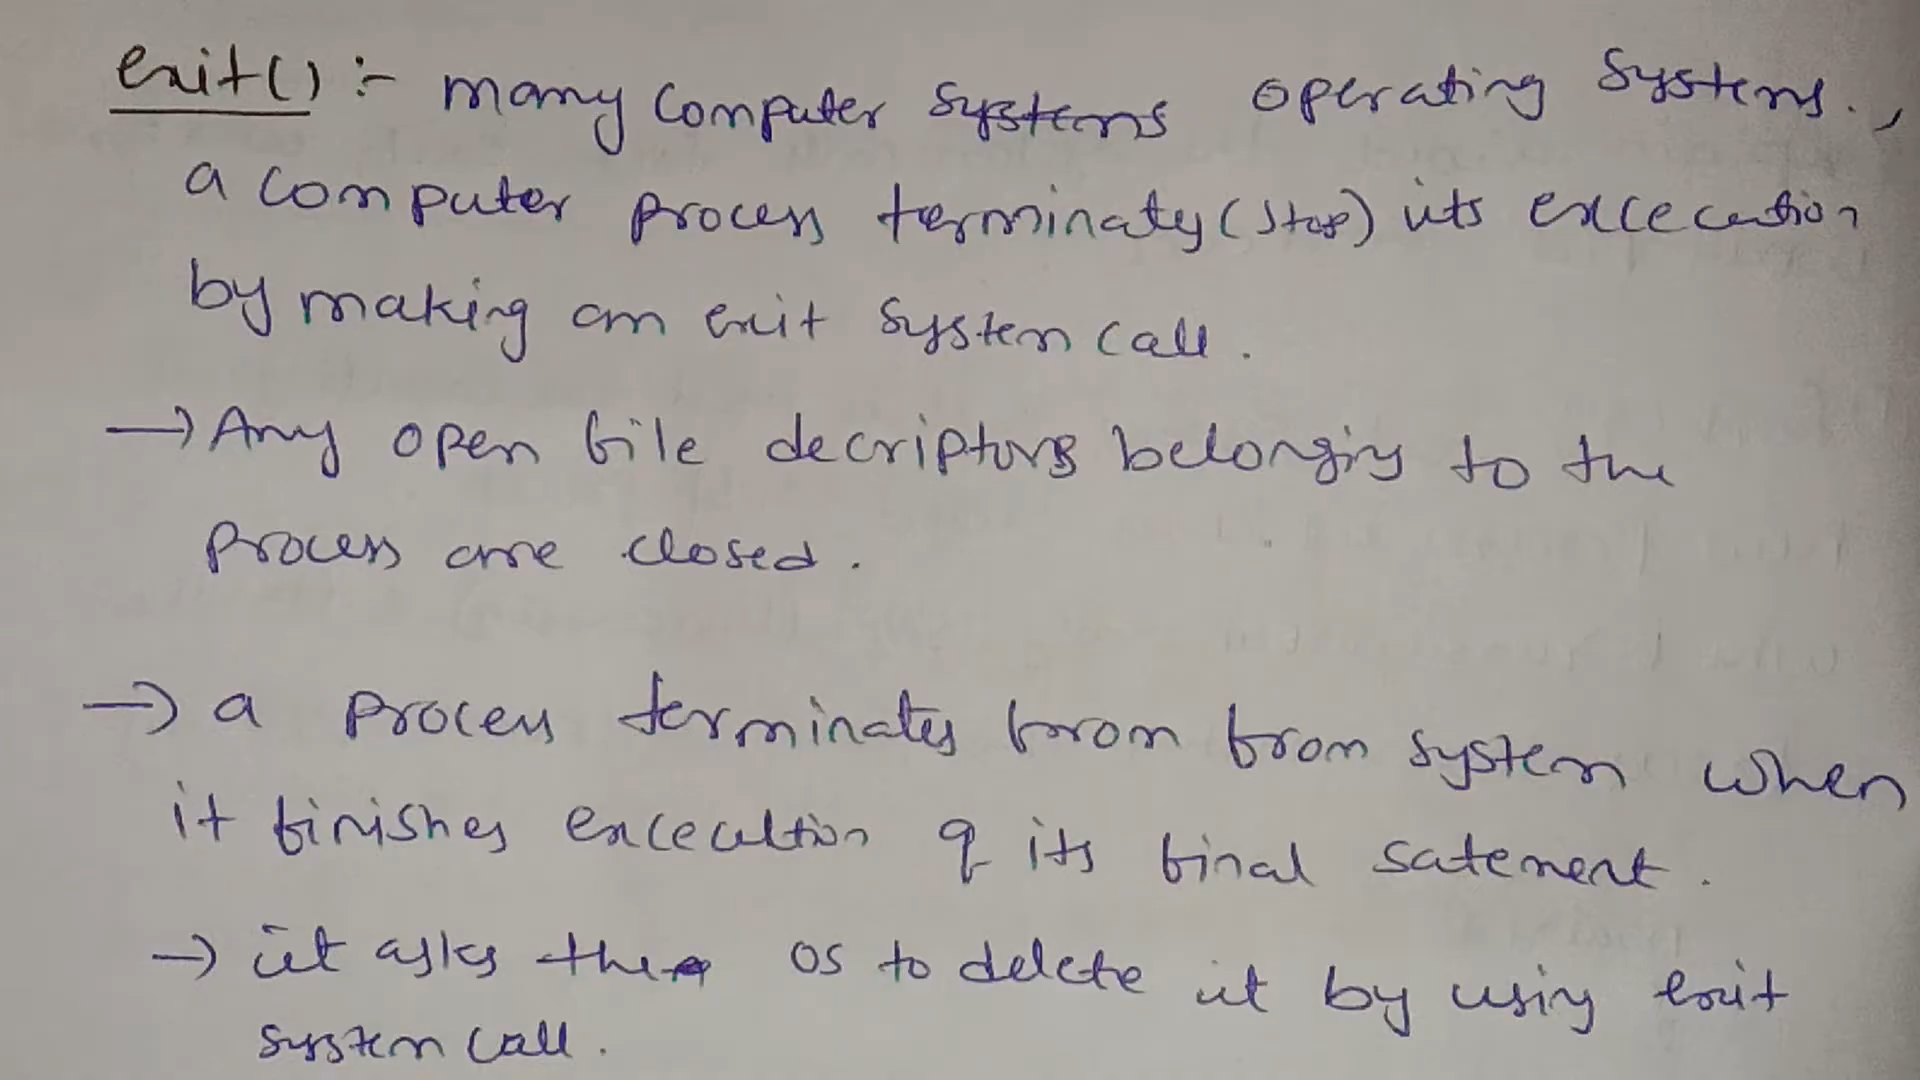 exit() :- many computer systems operating systems.,
a computer process terminates (stop) its excecution
by making an exit system call.
→ Any open file decriptors belonging to the
process are closed.
→ a process terminates from from system when
it finishes excecution of its final satement.
→ it asks the os to delete it by using exit
system call.